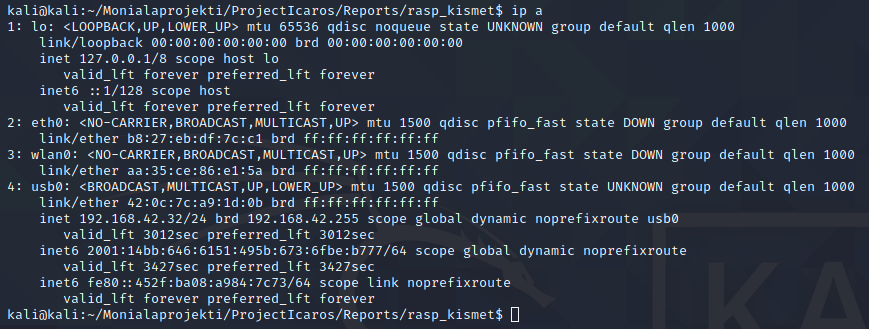 kali@kali:~/Monialaprojekti/ProjectIcaros/Reports/rasp_kismet$ ip a
1: lo: <LOOPBACK,UP,LOWER_UP> mtu 65536 qdisc noqueue state UNKNOWN group default qlen 1000
    link/loopback 00:00:00:00:00:00 brd 00:00:00:00:00:00
    inet 127.0.0.1/8 scope host lo
       valid_lft forever preferred_lft forever
    inet6 ::1/128 scope host
       valid_lft forever preferred_lft forever
2: eth0: <NO-CARRIER,BROADCAST,MULTICAST,UP> mtu 1500 qdisc pfifo_fast state DOWN group default qlen 1000
    link/ether b8:27:eb:df:7c:c1 brd ff:ff:ff:ff:ff:ff
3: wlan0: <NO-CARRIER,BROADCAST,MULTICAST,UP> mtu 1500 qdisc pfifo_fast state DOWN group default qlen 1000
    link/ether aa:35:ce:86:e1:5a brd ff:ff:ff:ff:ff:ff
4: usb0: <BROADCAST,MULTICAST,UP,LOWER_UP> mtu 1500 qdisc pfifo_fast state UNKNOWN group default qlen 1000
    link/ether 42:0c:7c:a9:1d:0b brd ff:ff:ff:ff:ff:ff
    inet 192.168.42.32/24 brd 192.168.42.255 scope global dynamic noprefixroute usb0
       valid_lft 3012sec preferred_lft 3012sec
    inet6 2001:14bb:646:6151:495b:673:6fbe:b777/64 scope global dynamic noprefixroute
       valid_lft 3427sec preferred_lft 3427sec
    inet6 fe80::452f:ba08:a984:7c73/64 scope link noprefixroute
       valid_lft forever preferred_lft forever
kali@kali:~/Monialaprojekti/ProjectIcaros/Reports/rasp_kismet$
KA